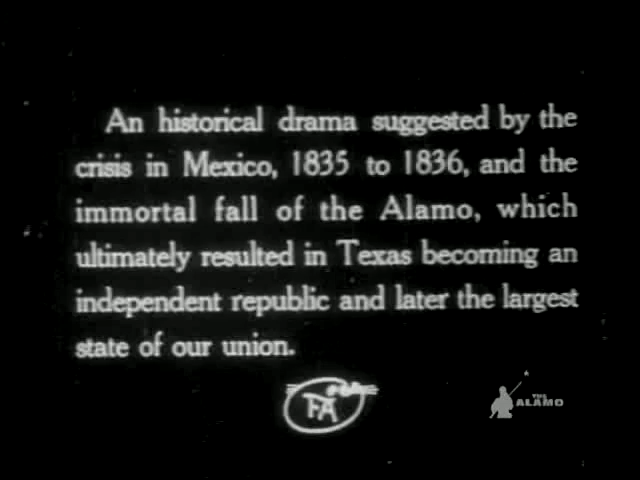 An historical drama suggested by the
crisis in Mexico, 1835 to 1836, and the
immortal fall of the Alamo, which
ultimately resulted in Texas becoming an
independent republic and later the largest
state of our union.
FA
THE
ALAMO